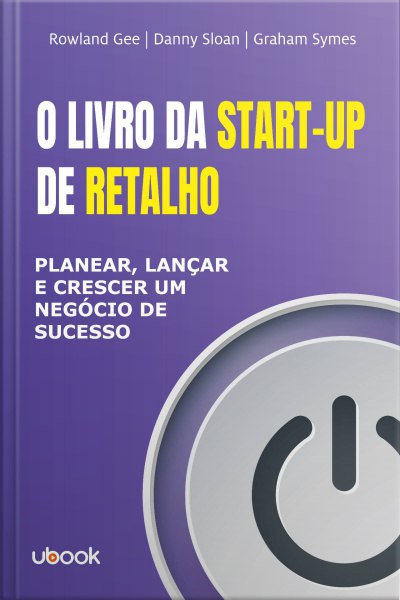 Rowland Gee | Danny Sloan | Graham Symes
O LIVRO DA START-UP
DE RETALHO
PLANEAR, LANÇAR
E CRESCER UM
NEGÓCIO DE
SUCESSO
ubook